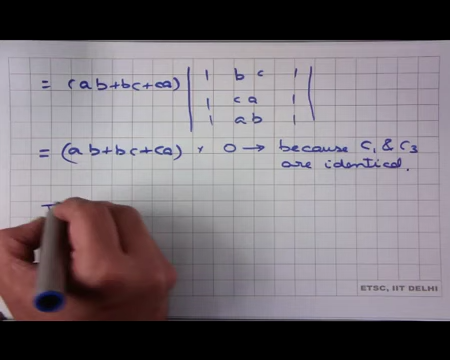 = (ab+bc+ca) | 1 bc 1 |
| 1 ca 1 |
| 1 ab 1 |
= (ab+bc+ca) × 0 → because C₁ & C₃
are identical.
ETSC, IIT DELHI